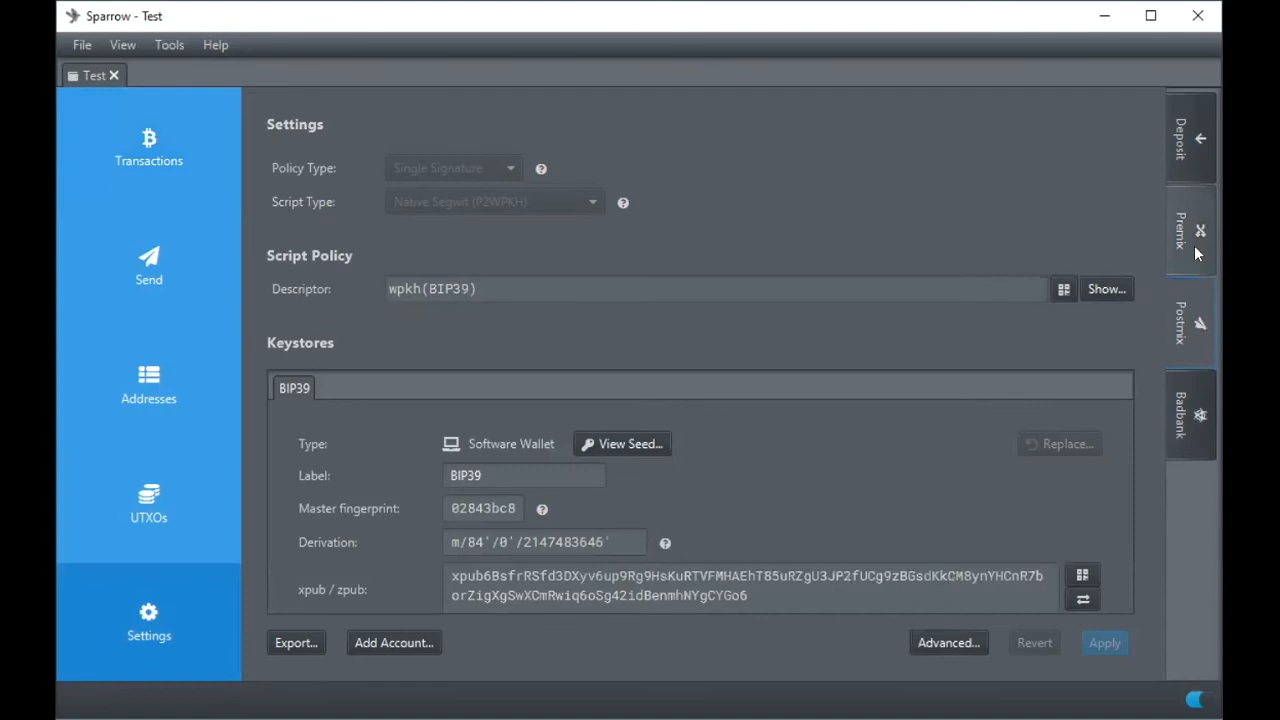 Sparrow - Test
File View Tools Help
Test
Transactions
Send
Addresses
UTXOs
Settings
Settings
Policy Type: Single Signature
Script Type: Native Segwit (P2WPKH)
Script Policy
Descriptor: wpkh(BIP39) Show...
Keystores
BIP39
Type: Software Wallet View Seed... Replace...
Label: BIP39
Master fingerprint: 02843bc8
Derivation: m/84'/0'/2147483646'
xpub / zpub: xpub6BsfrRSfd3DXyv6up9Rg9HsKuRTVFMHAEhT85uRZgU3JP2fUCg9zBGsdKkCM8ynYHCnR7b
orZigXgSwXCmRwiq6oSg42idBenmhNYgCYGo6
Export... Add Account... Advanced... Revert Apply
Deposit
Premix
Postmix
Badbank